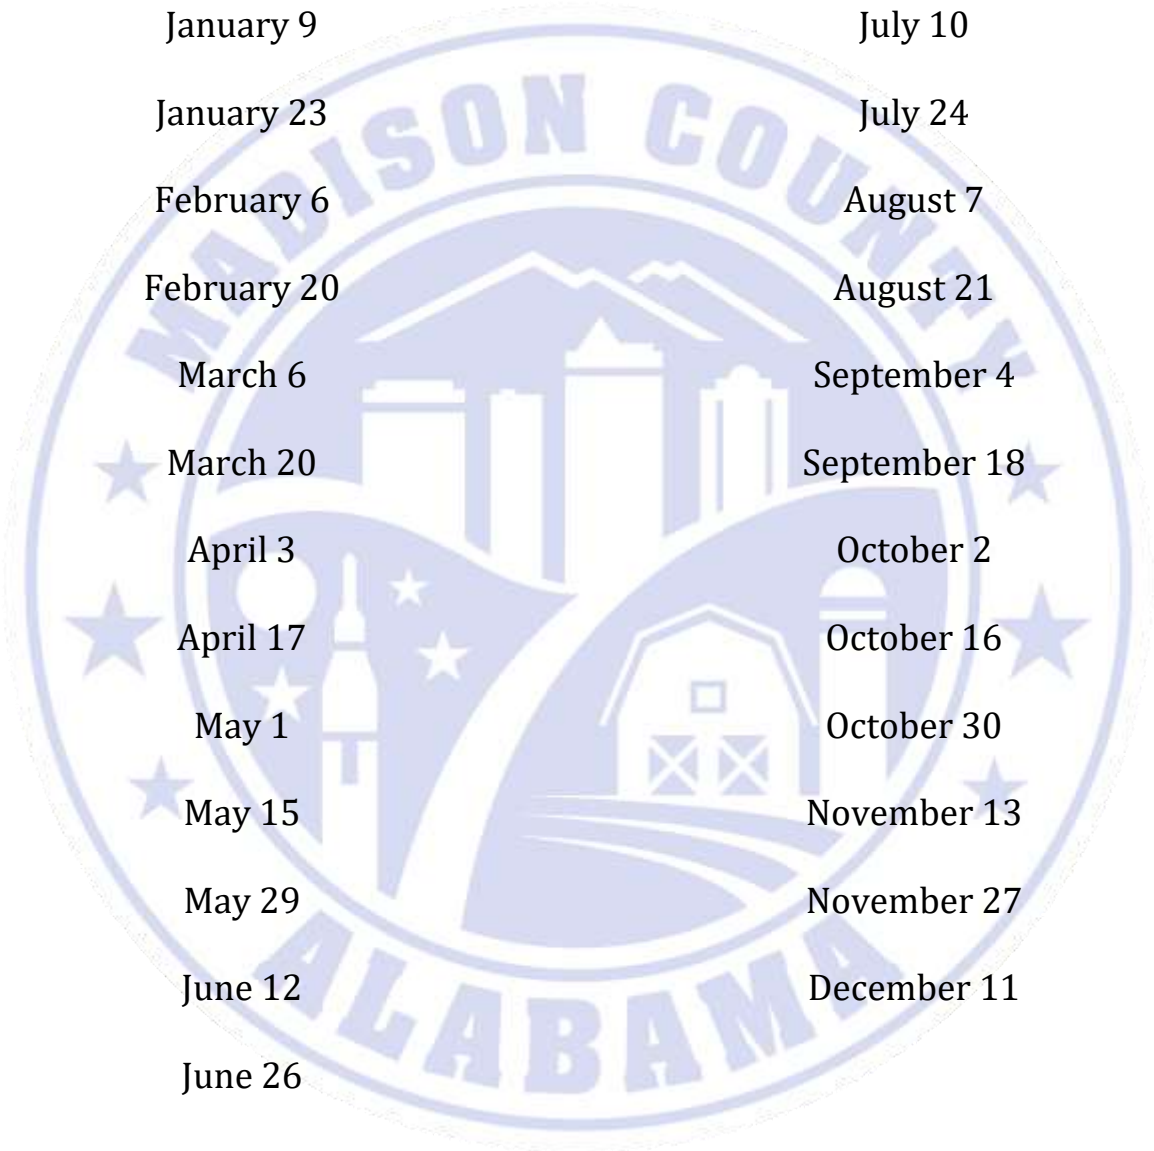 January 9
January 23
February 6
February 20
March 6
March 20
April 3
April 17
May 1
May 15
May 29
June 12
June 26
July 10
July 24
August 7
August 21
September 4
September 18
October 2
October 16
October 30
November 13
November 27
December 11
MADISON COUNTY
ALABAMA